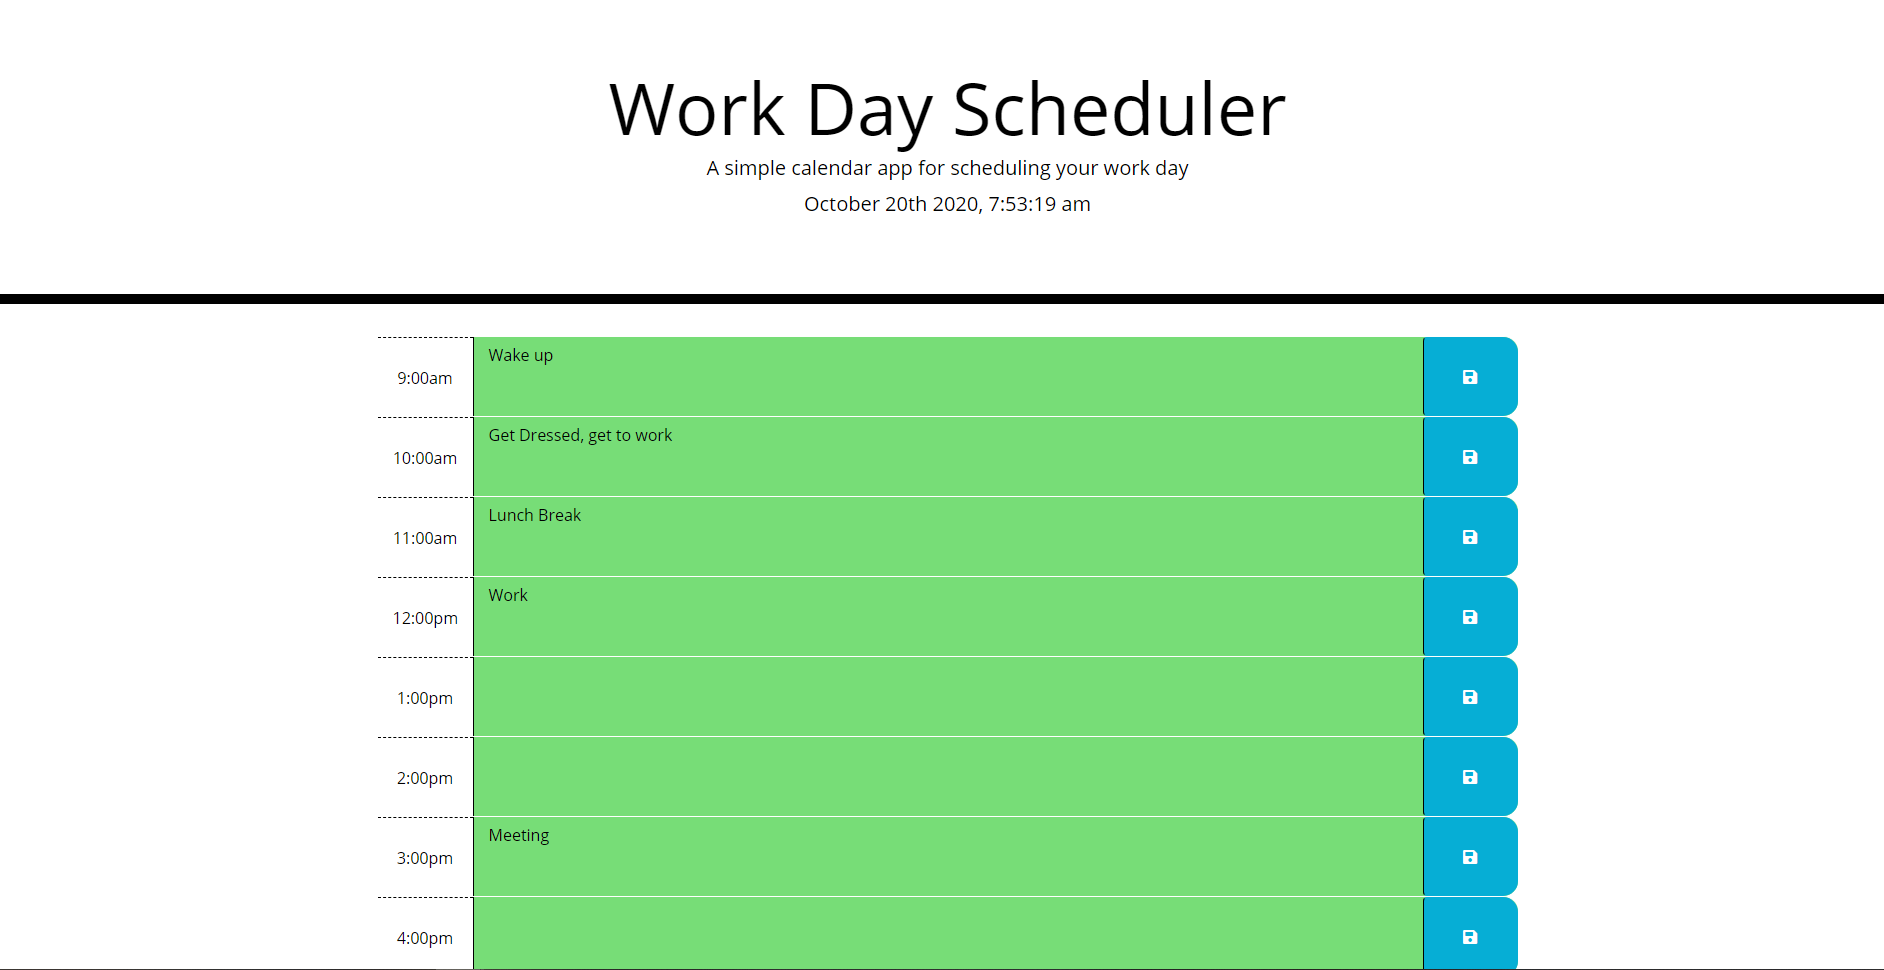 Work Day Scheduler
A simple calendar app for scheduling your work day
October 20th 2020, 7:53:19 am
9:00am Wake up
10:00am Get Dressed, get to work
11:00am Lunch Break
12:00pm Work
1:00pm
2:00pm
3:00pm Meeting
4:00pm